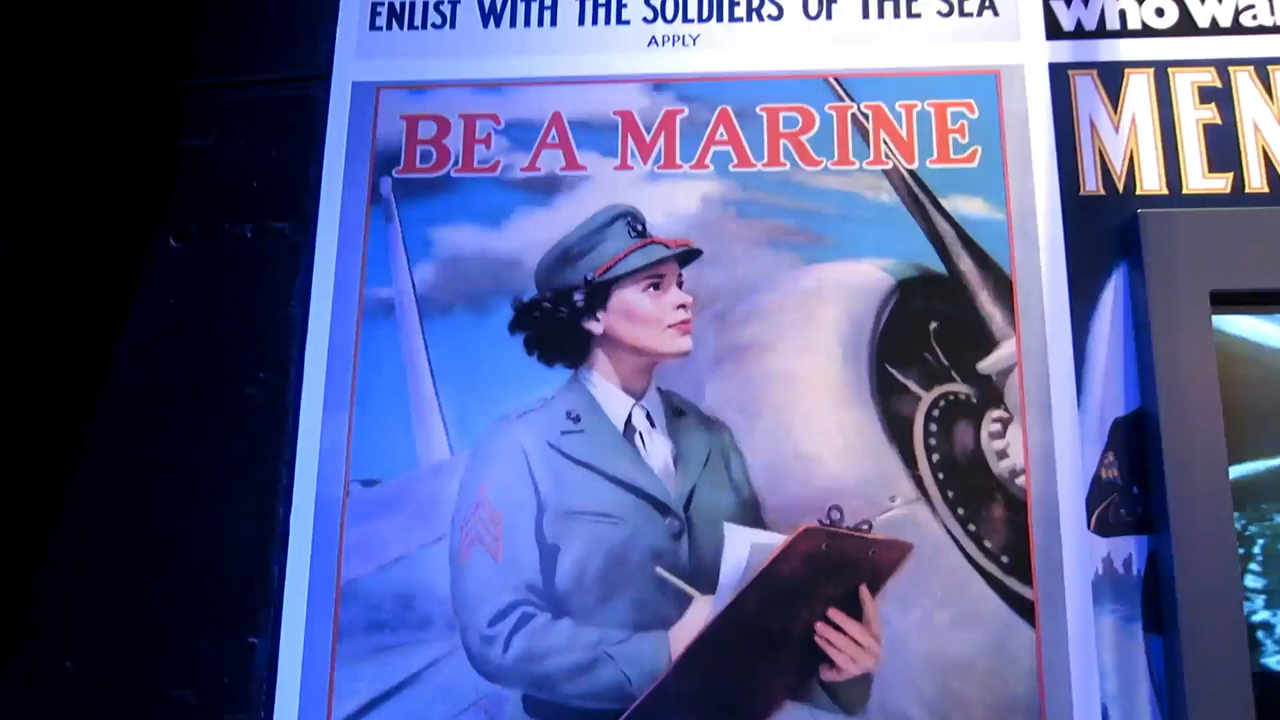 ENLIST WITH THE SOLDIERS OF THE SEA
APPLY
BE A MARINE
who wa
MEN